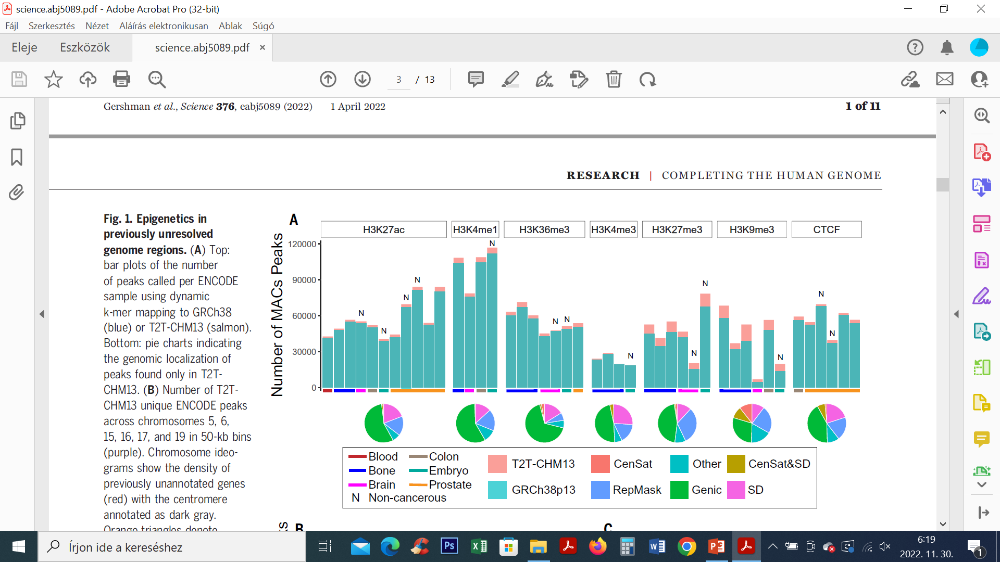 science.abj5089.pdf - Adobe Acrobat Pro (32-bit)
Fájl Szerkesztés Nézet Aláírás elektronikusan Ablak Súgó
Eleje Eszközök science.abj5089.pdf ×
3 / 13
Gershman et al., Science 376, eabj5089 (2022) 1 April 2022 1 of 11
RESEARCH | COMPLETING THE HUMAN GENOME
Fig. 1. Epigenetics in
previously unresolved
genome regions. (A) Top:
bar plots of the number
of peaks called per ENCODE
sample using dynamic
k-mer mapping to GRCh38
(blue) or T2T-CHM13 (salmon).
Bottom: pie charts indicating
the genomic localization of
peaks found only in T2T-
CHM13. (B) Number of T2T-
CHM13 unique ENCODE peaks
across chromosomes 5, 6,
15, 16, 17, and 19 in 50-kb bins
(purple). Chromosome ideo-
grams show the density of
previously unannotated genes
(red) with the centromere
annotated as dark gray.
Orange triangles denote
A
H3K27ac H3K4me1 H3K36me3 H3K4me3 H3K27me3 H3K9me3 CTCF
Number of MACs Peaks
120000
90000
60000
30000
0
N N N N
N
N N
N
N N
N
N N
Blood Colon T2T-CHM13 CenSat Other CenSat&SD
Bone Embryo
Brain Prostate GRCh38p13 RepMask Genic SD
N Non-cancerous
B C
Írjon ide a kereséshez
6:19
2022. 11. 30.
1